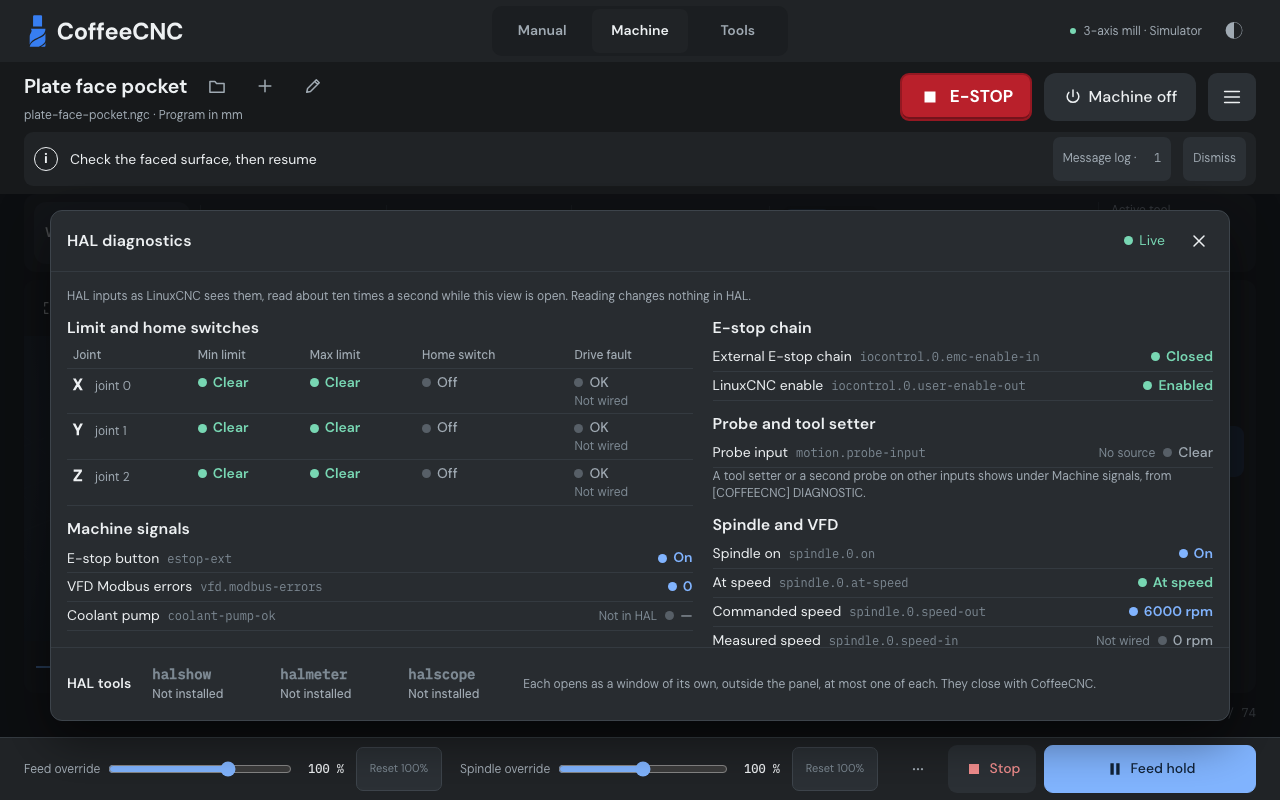 CoffeeCNC
Manual
Machine
Tools
3-axis mill · Simulator
Plate face pocket
plate-face-pocket.ngc · Program in mm
E-STOP
Machine off
i
Check the faced surface, then resume
Message log · 1
Dismiss
Active tool
HAL diagnostics
Live
HAL inputs as LinuxCNC sees them, read about ten times a second while this view is open. Reading changes nothing in HAL.
Limit and home switches
Joint Min limit Max limit Home switch Drive fault
X joint 0 Clear Clear Off OK
Not wired
Y joint 1 Clear Clear Off OK
Not wired
Z joint 2 Clear Clear Off OK
Not wired
Machine signals
E-stop button estop-ext On
VFD Modbus errors vfd.modbus-errors 0
Coolant pump coolant-pump-ok Not in HAL —
E-stop chain
External E-stop chain iocontrol.0.emc-enable-in Closed
LinuxCNC enable iocontrol.0.user-enable-out Enabled
Probe and tool setter
Probe input motion.probe-input No source Clear
A tool setter or a second probe on other inputs shows under Machine signals, from
[COFFEECNC] DIAGNOSTIC.
Spindle and VFD
Spindle on spindle.0.on On
At speed spindle.0.at-speed At speed
Commanded speed spindle.0.speed-out 6000 rpm
Measured speed spindle.0.speed-in Not wired 0 rpm
HAL tools
halshow
Not installed
halmeter
Not installed
halscope
Not installed
Each opens as a window of its own, outside the panel, at most one of each. They close with CoffeeCNC.
/ 74
Feed override 100 % Reset 100%
Spindle override 100 % Reset 100%
···
Stop
Feed hold